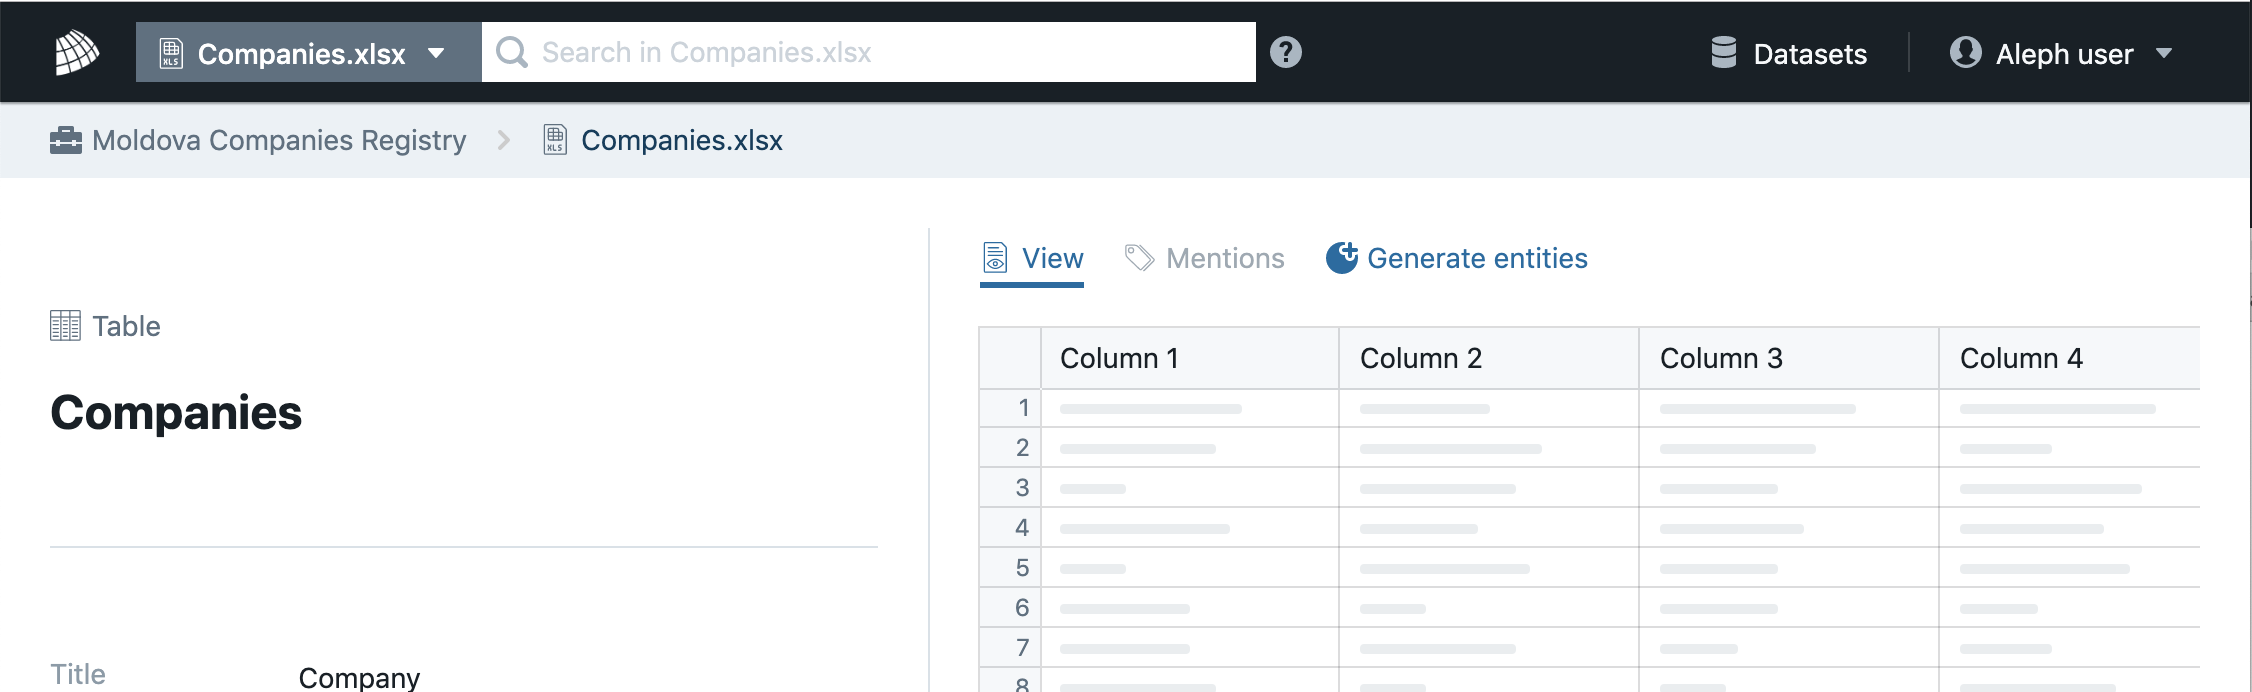 Companies.xlsx Search in Companies.xlsx ? Datasets Aleph user
Moldova Companies Registry Companies.xlsx
View Mentions Generate entities
Table
Companies
Title Company
Column 1 Column 2 Column 3 Column 4
1
2
3
4
5
6
7
8